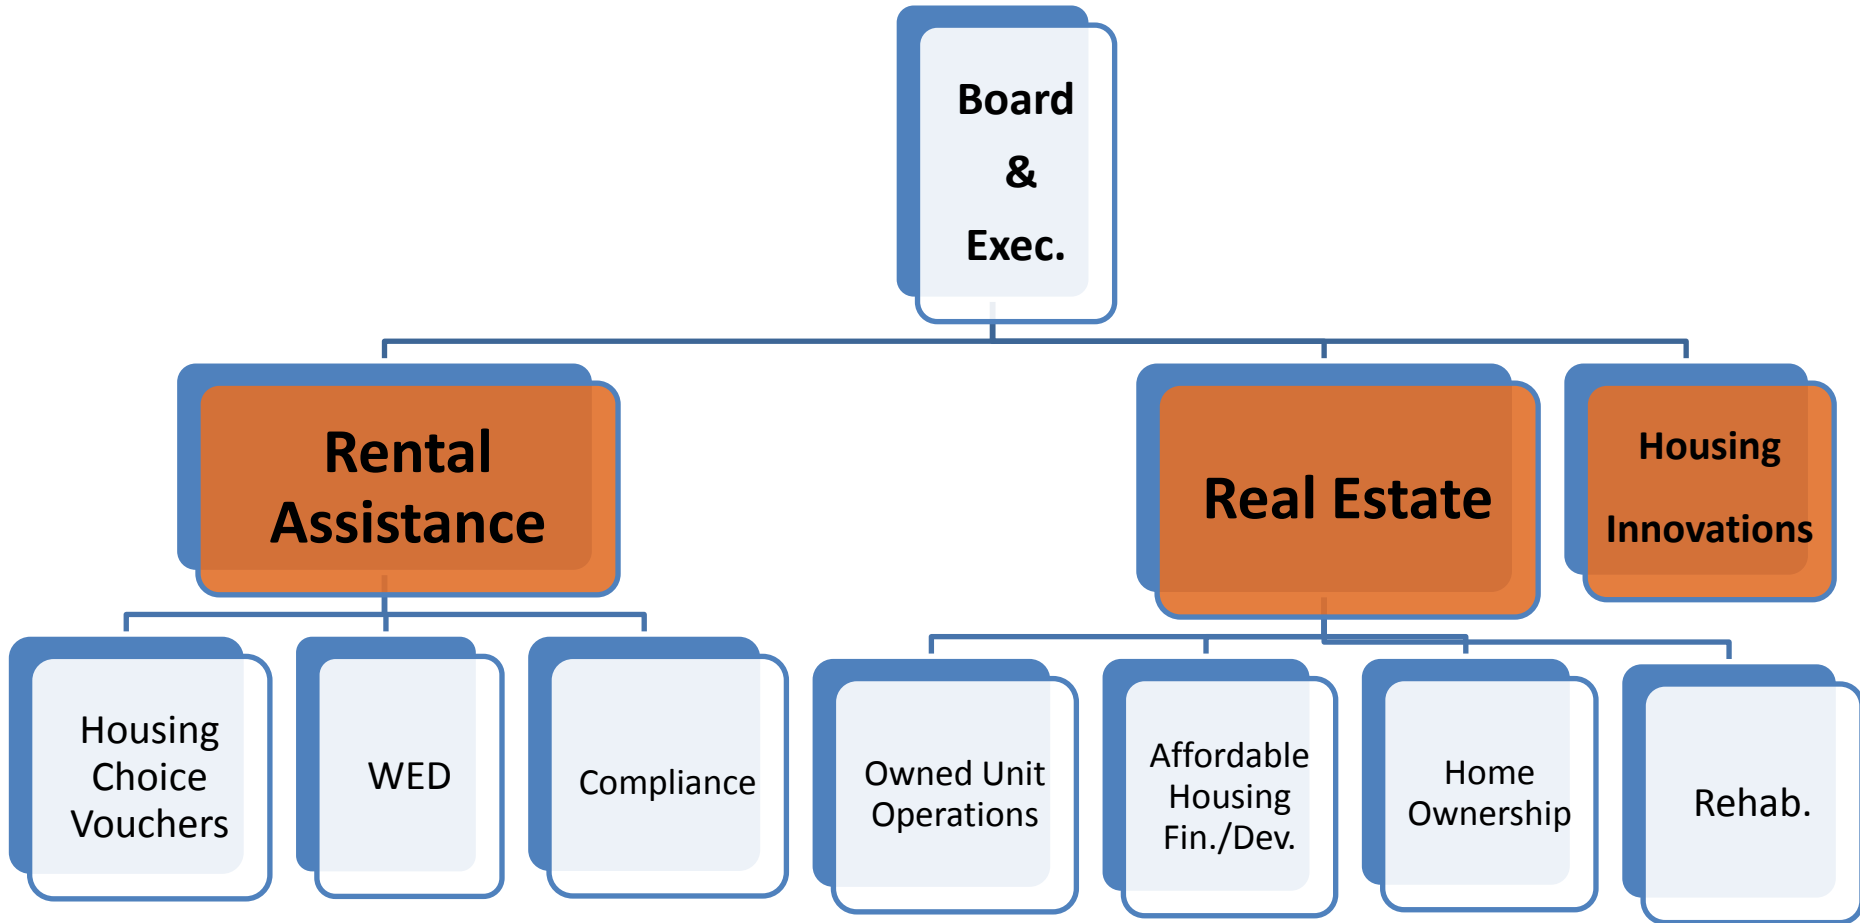 Board
&
Exec.
Rental
Assistance
Real Estate
Housing
Innovations
Housing
Choice
Vouchers
WED
Compliance
Owned Unit
Operations
Affordable
Housing
Fin./Dev.
Home
Ownership
Rehab.